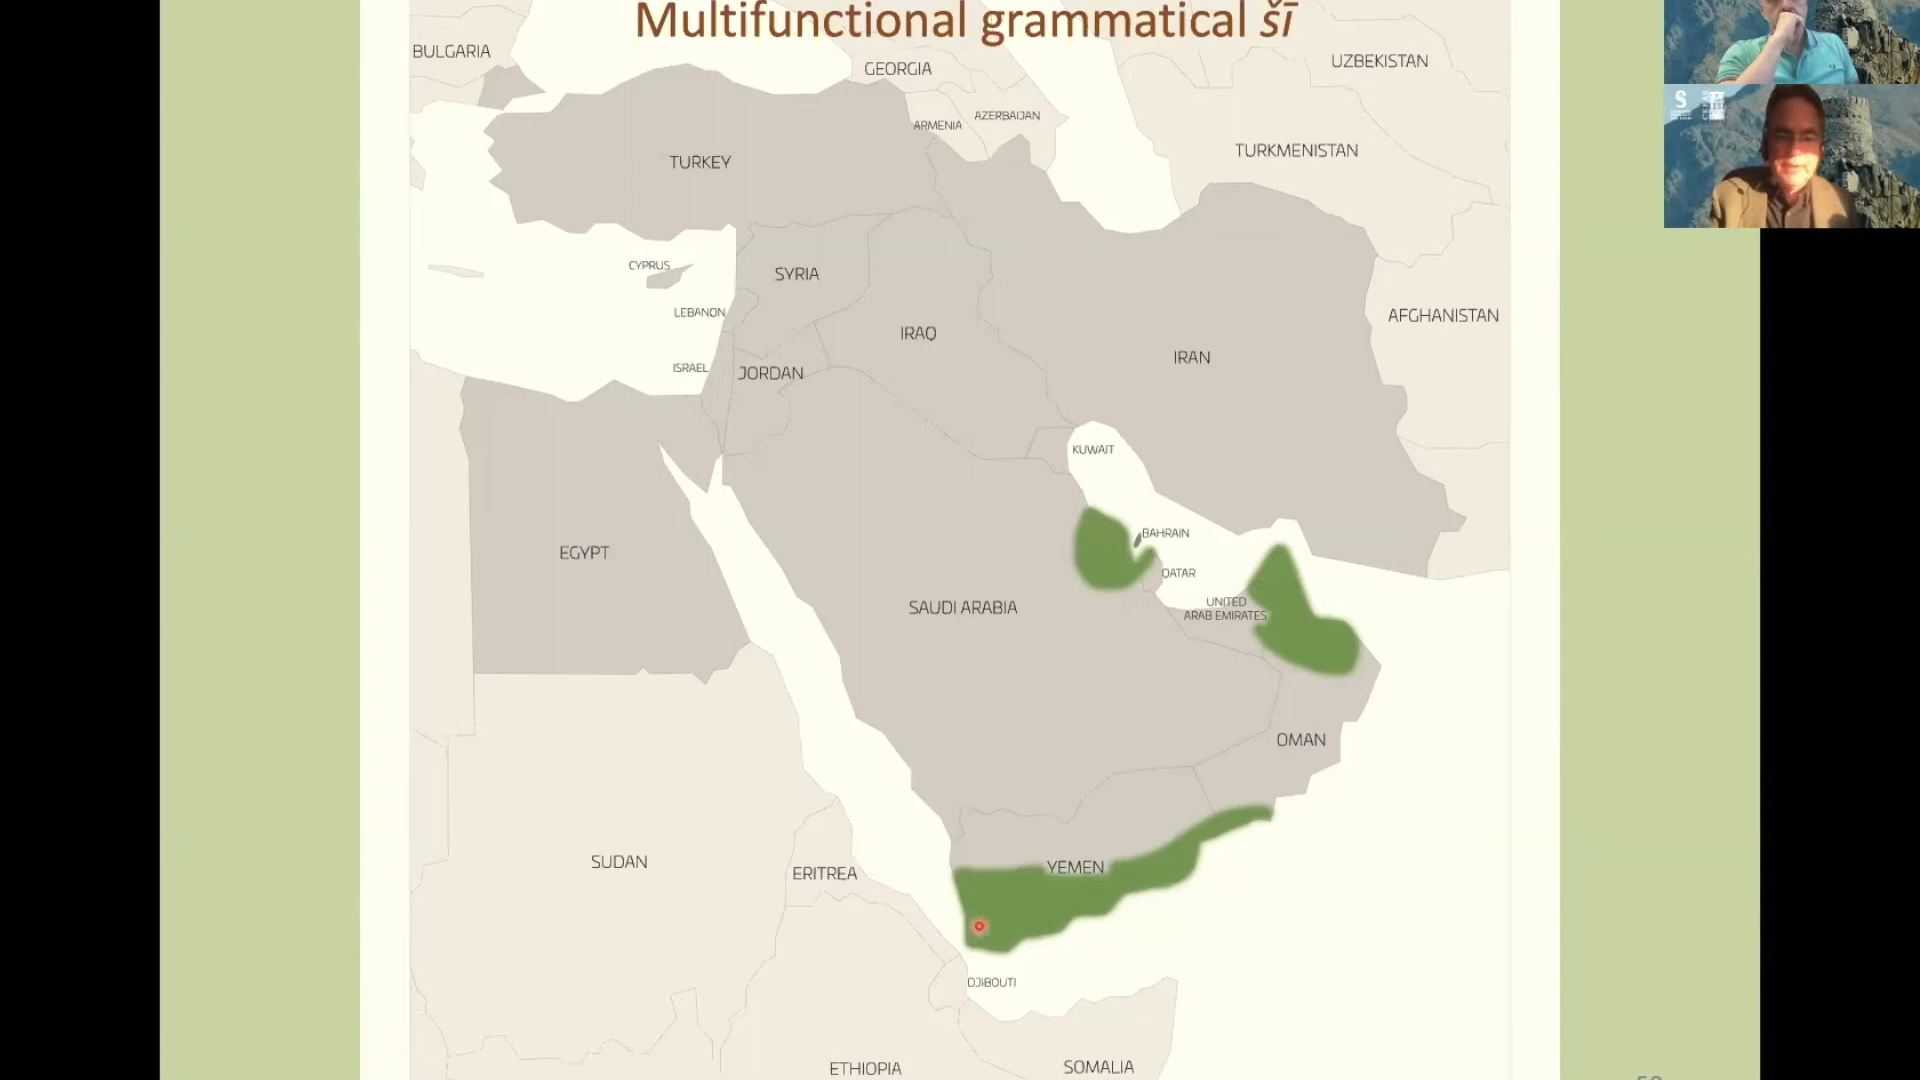 Multifunctional grammatical šī
BULGARIA
GEORGIA
UZBEKISTAN
ARMENIA
AZERBAIJAN
TURKEY
TURKMENISTAN
CYPRUS
SYRIA
LEBANON
AFGHANISTAN
IRAQ
IRAN
ISRAEL
JORDAN
KUWAIT
BAHRAIN
EGYPT
QATAR
SAUDI ARABIA
UNITED
ARAB EMIRATES
OMAN
SUDAN
ERITREA
YEMEN
DJIBOUTI
ETHIOPIA
SOMALIA
S